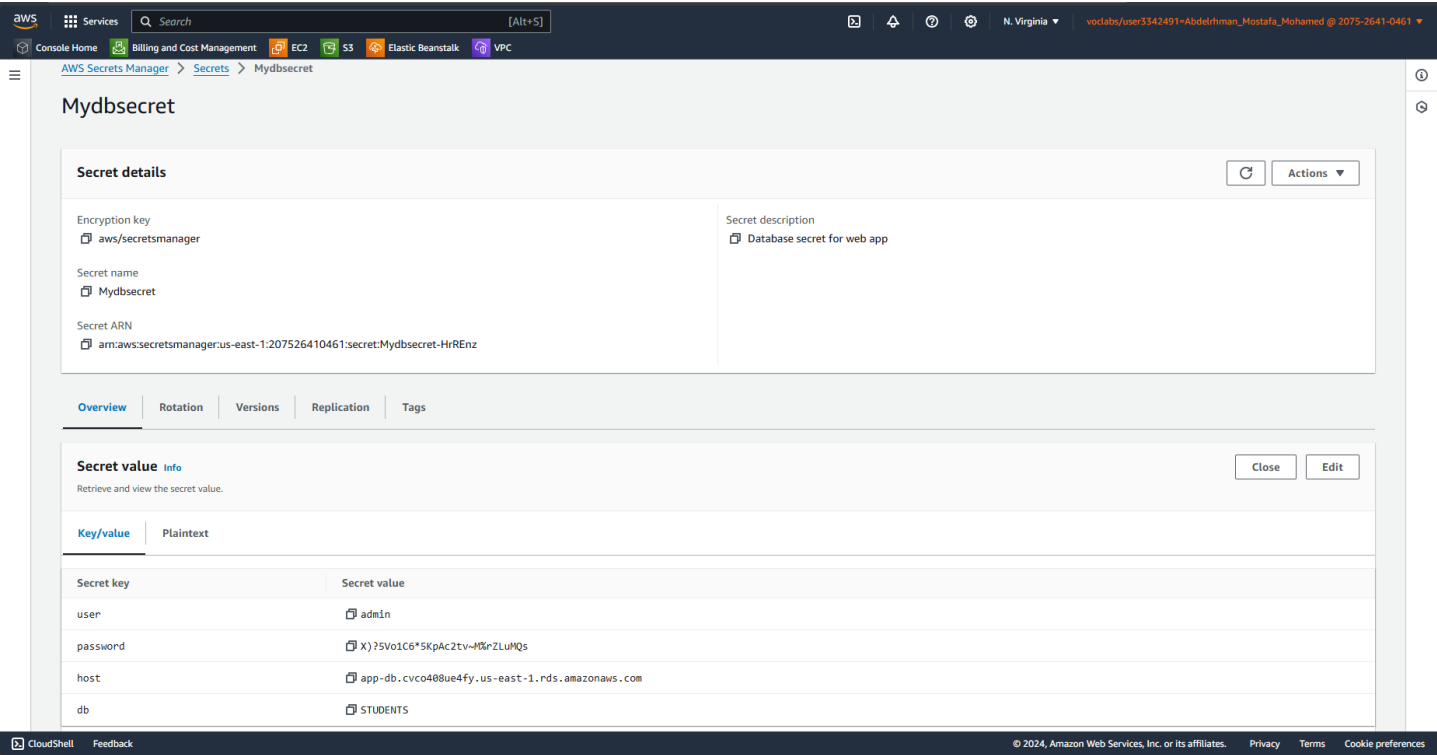 aws Services Search [Alt+S] N. Virginia voclabs/user3342491=Abdelrhman_Mostafa_Mohamed @ 2075-2641-0461
Console Home Billing and Cost Management EC2 S3 Elastic Beanstalk VPC
AWS Secrets Manager > Secrets > Mydbsecret
Mydbsecret
Secret details Actions
Encryption key Secret description
aws/secretsmanager Database secret for web app
Secret name
Mydbsecret
Secret ARN
arn:aws:secretsmanager:us-east-1:207526410461:secret:Mydbsecret-HrREnz
Overview Rotation Versions Replication Tags
Secret value Info Close Edit
Retrieve and view the secret value.
Key/value Plaintext
Secret key Secret value
user admin
password X)?5Vo1C6*5KpAc2tv~M%rZLuMQs
host app-db.cvco408ue4fy.us-east-1.rds.amazonaws.com
db STUDENTS
CloudShell Feedback © 2024, Amazon Web Services, Inc. or its affiliates. Privacy Terms Cookie preferences